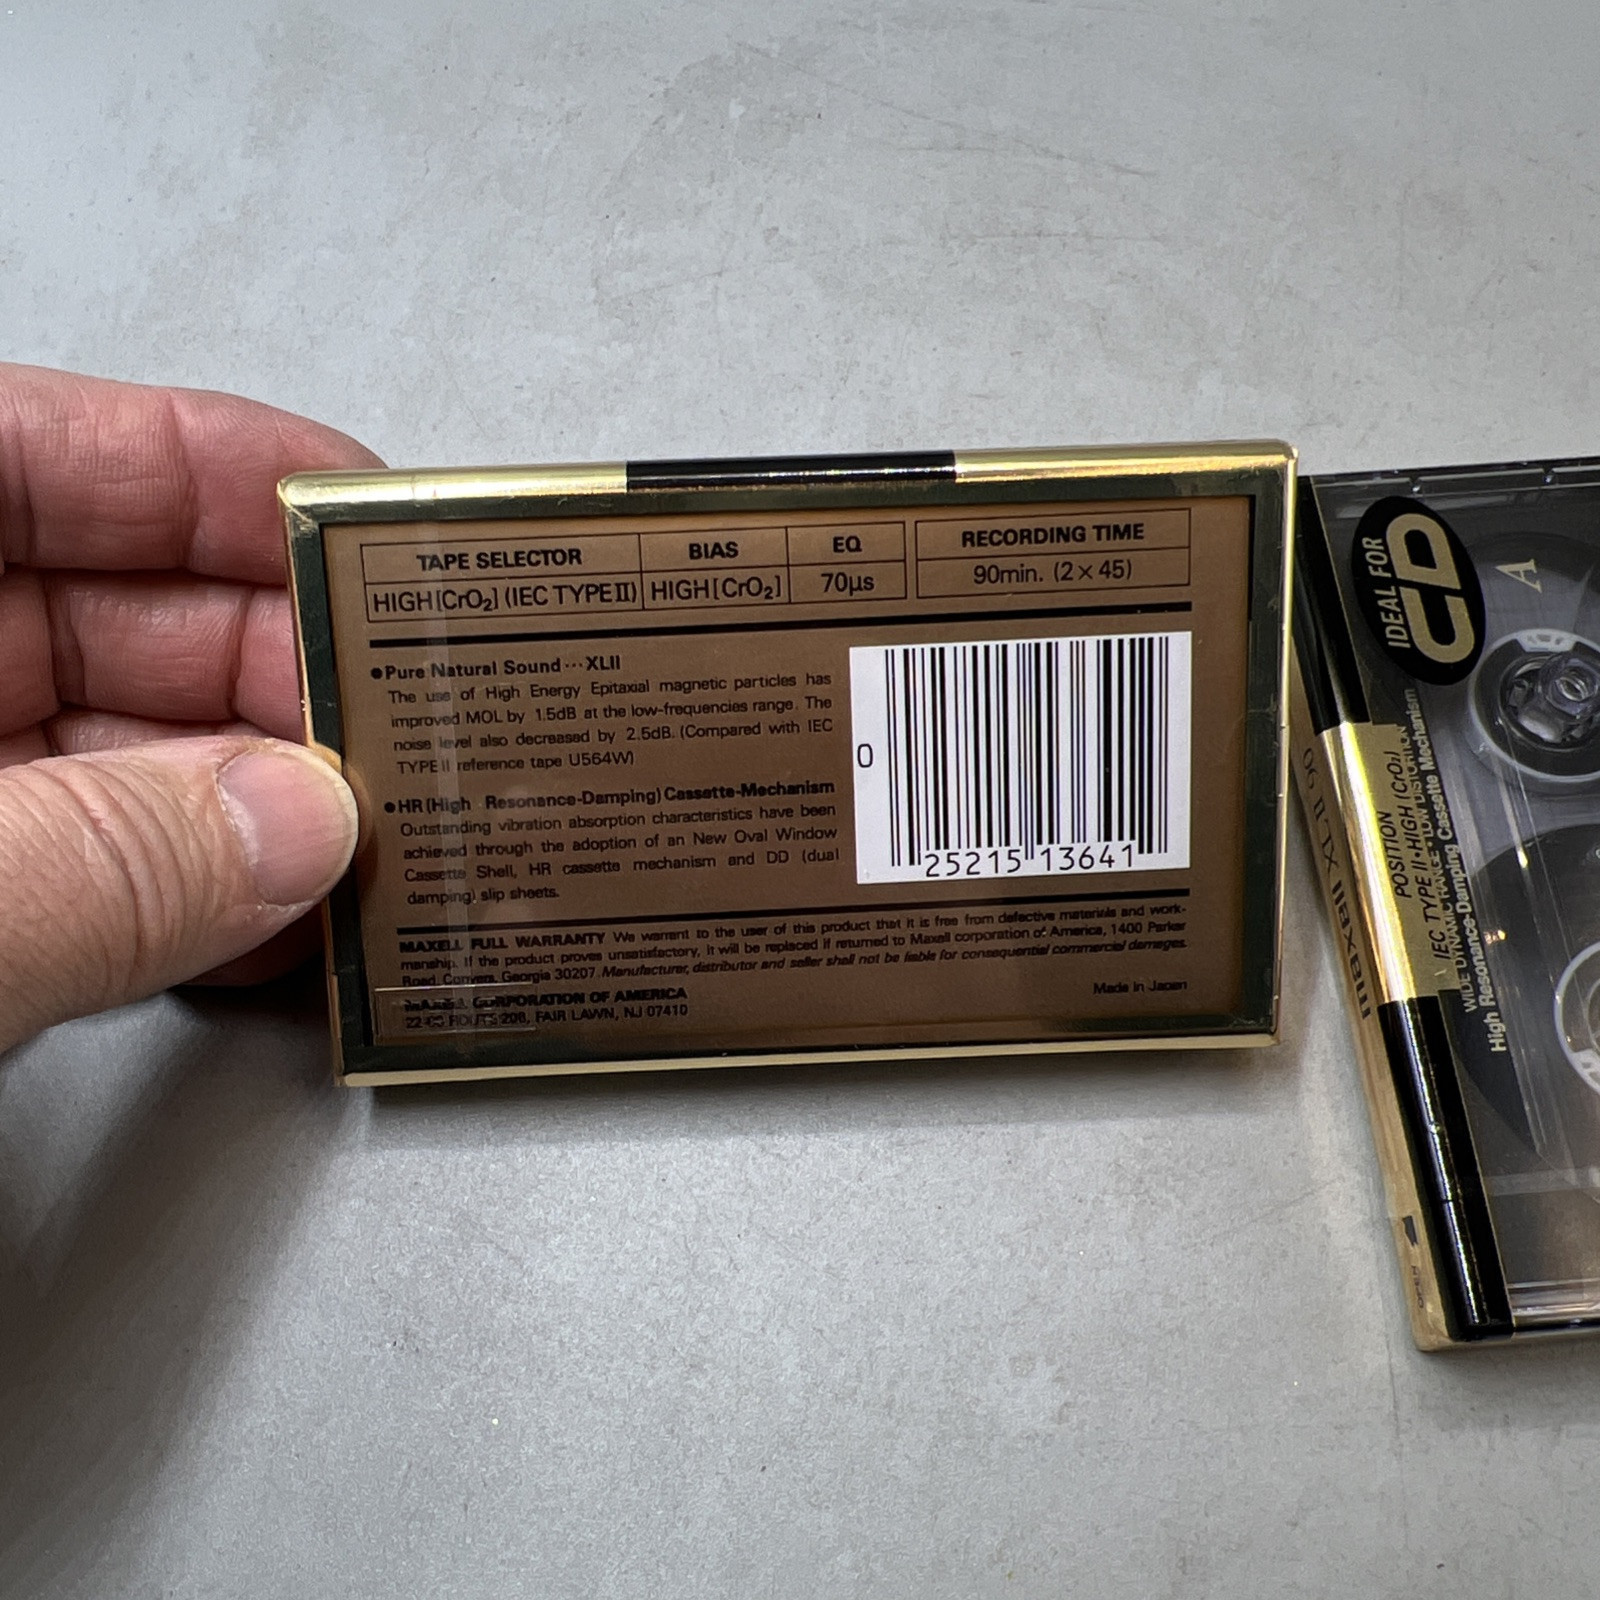 TAPE SELECTOR BIAS EQ RECORDING TIME
HIGH[CrO₂] (IEC TYPE II) HIGH[CrO₂] 70μs 90min. (2×45)
●Pure Natural Sound···XLII
The use of High Energy Epitaxial magnetic particles has
improved MOL by 1.5dB at the low-frequencies range. The
noise level also decreased by 2.5dB. (Compared with IEC
TYPE II reference tape U564W)
●HR (High Resonance-Damping) Cassette-Mechanism
Outstanding vibration absorption characteristics have been
achieved through the adoption of an New Oval Window
Cassette Shell, HR cassette mechanism and DD (dual
damping) slip sheets.
0 25215 13641
MAXELL FULL WARRANTY We warrant to the user of this product that it is free from defective materials and work-
manship. If the product proves unsatisfactory, it will be replaced if returned to Maxell corporation of America, 1400 Parker
Road, Conyers, Georgia 30207. Manufacturer, distributor and seller shall not be liable for consequential commercial damages.
MAXELL CORPORATION OF AMERICA
22-08 ROUTE 208, FAIR LAWN, NJ 07410
Made in Japan
IDEAL FOR
CD
A
POSITION
IEC TYPE II·HIGH (CrO₂)
WIDE DYNAMIC RANGE·LOW DISTORTION
High Resonance-Damping Cassette Mechanism
maxell XL II 90
OPEN